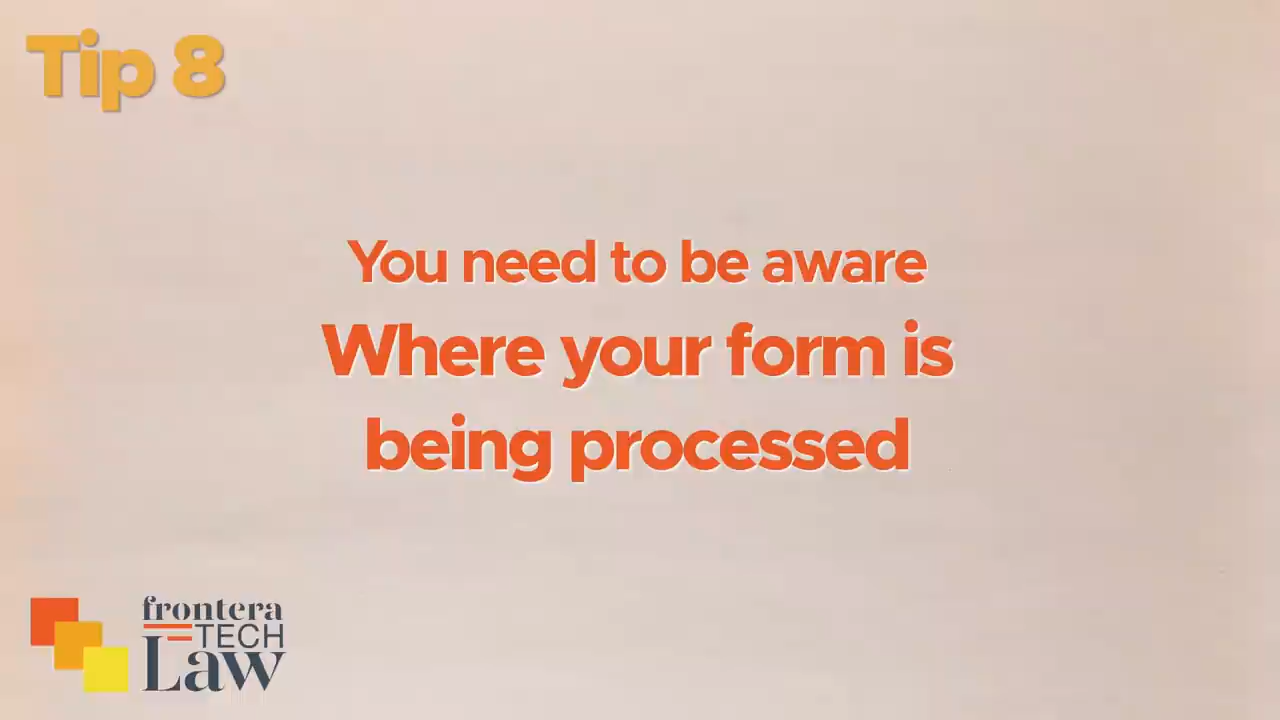 Tip 8
You need to be aware
Where your form is
being processed
frontera
TECH
Law